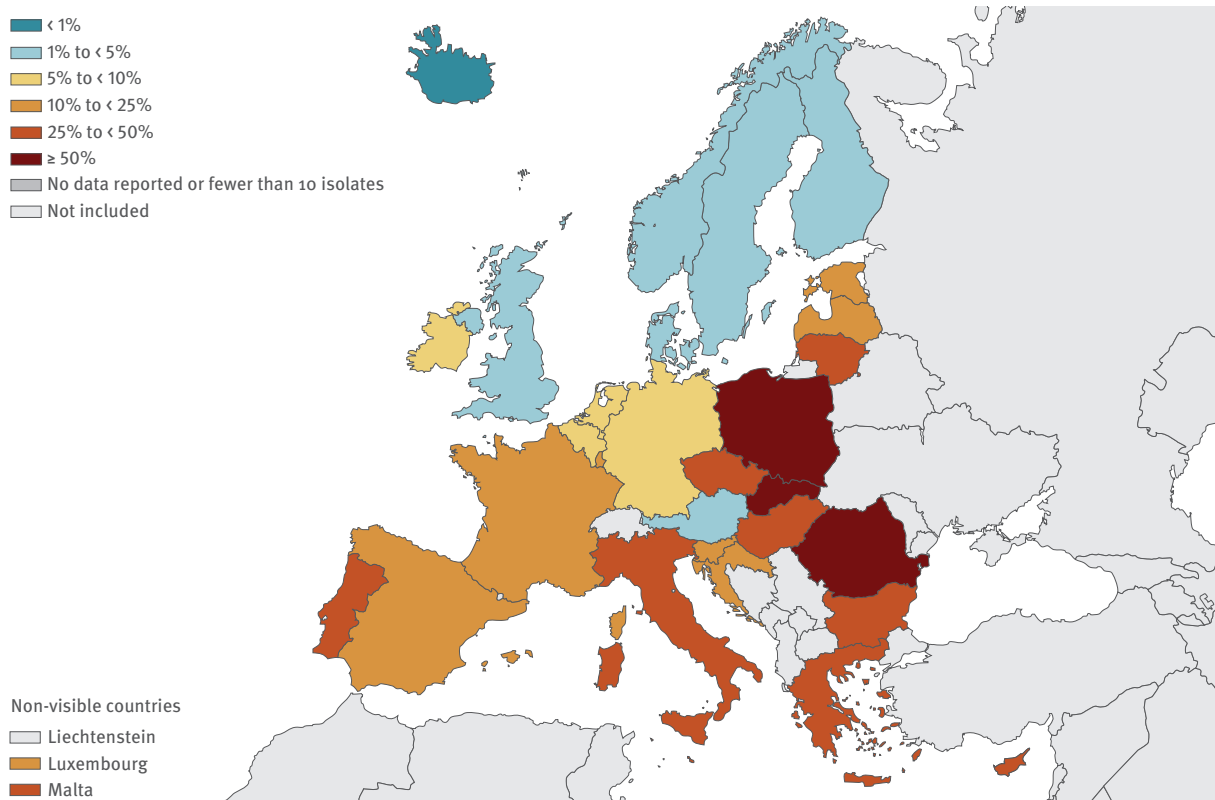 < 1%
1% to < 5%
5% to < 10%
10% to < 25%
25% to < 50%
≥ 50%
No data reported or fewer than 10 isolates
Not included
Non-visible countries
Liechtenstein
Luxembourg
Malta